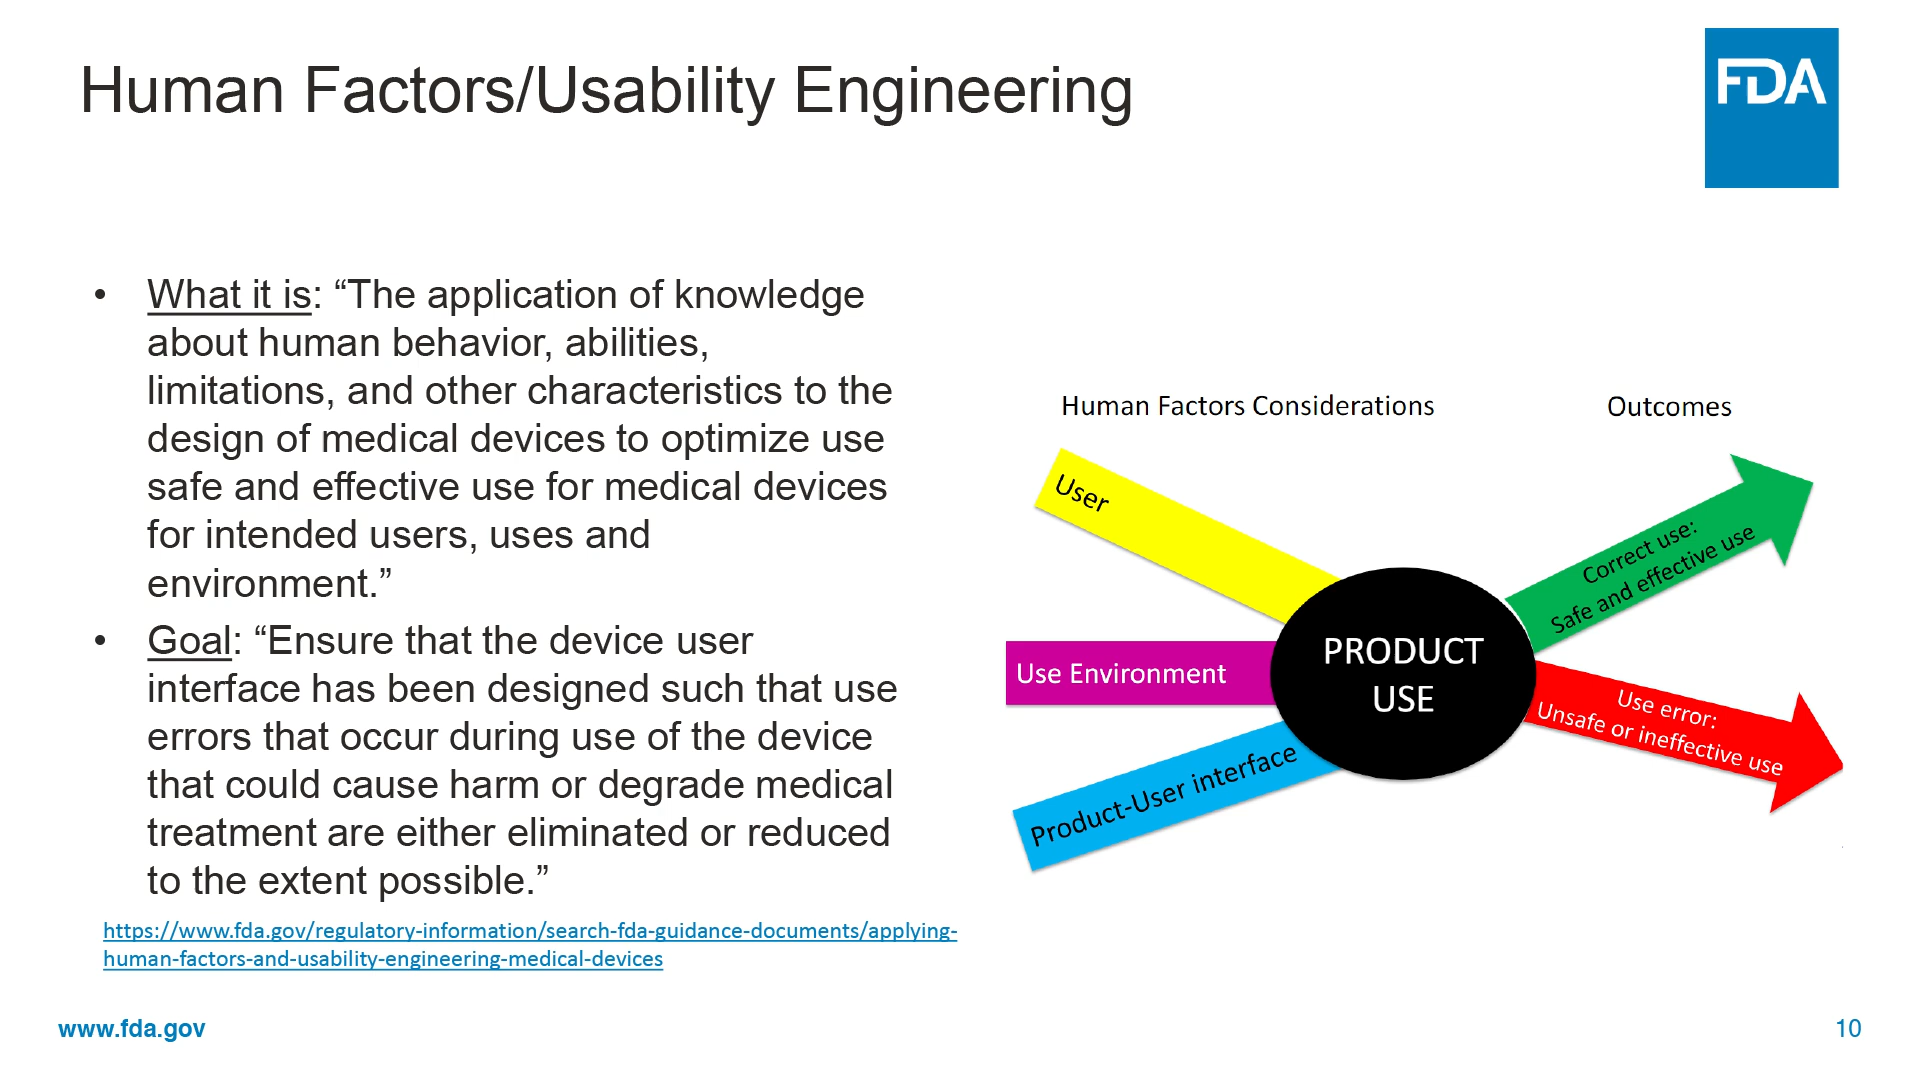 Human Factors/Usability Engineering
FDA
• What it is: “The application of knowledge
about human behavior, abilities,
limitations, and other characteristics to the
design of medical devices to optimize use
safe and effective use for medical devices
for intended users, uses and
environment.”
• Goal: “Ensure that the device user
interface has been designed such that use
errors that occur during use of the device
that could cause harm or degrade medical
treatment are either eliminated or reduced
to the extent possible.”
https://www.fda.gov/regulatory-information/search-fda-guidance-documents/applying-
human-factors-and-usability-engineering-medical-devices
Human Factors Considerations
Outcomes
User
Use Environment
Product-User interface
PRODUCT
USE
Correct use:
Safe and effective use
Use error:
Unsafe or ineffective use
www.fda.gov
10